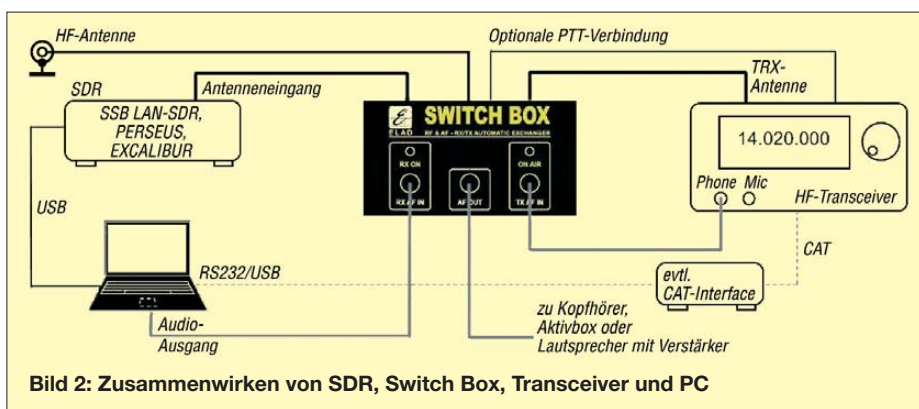 HF-Antenne
Optionale PTT-Verbindung
SDR
Antenneneingang
TRX-
Antenne
SSB LAN-SDR,
PERSEUS,
EXCALIBUR
E
ELAD
SWITCH BOX
RF & AF - RX/TX AUTOMATIC EXCHANGER
RX ON
ON AIR
RX AF IN
AF OUT
TX AF IN
14.020.000
Phone
Mic
HF-Transceiver
USB
CAT
RS232/USB
evtl.
CAT-Interface
Audio-
Ausgang
zu Kopfhörer,
Aktivbox oder
Lautsprecher mit Verstärker
Bild 2: Zusammenwirken von SDR, Switch Box, Transceiver und PC